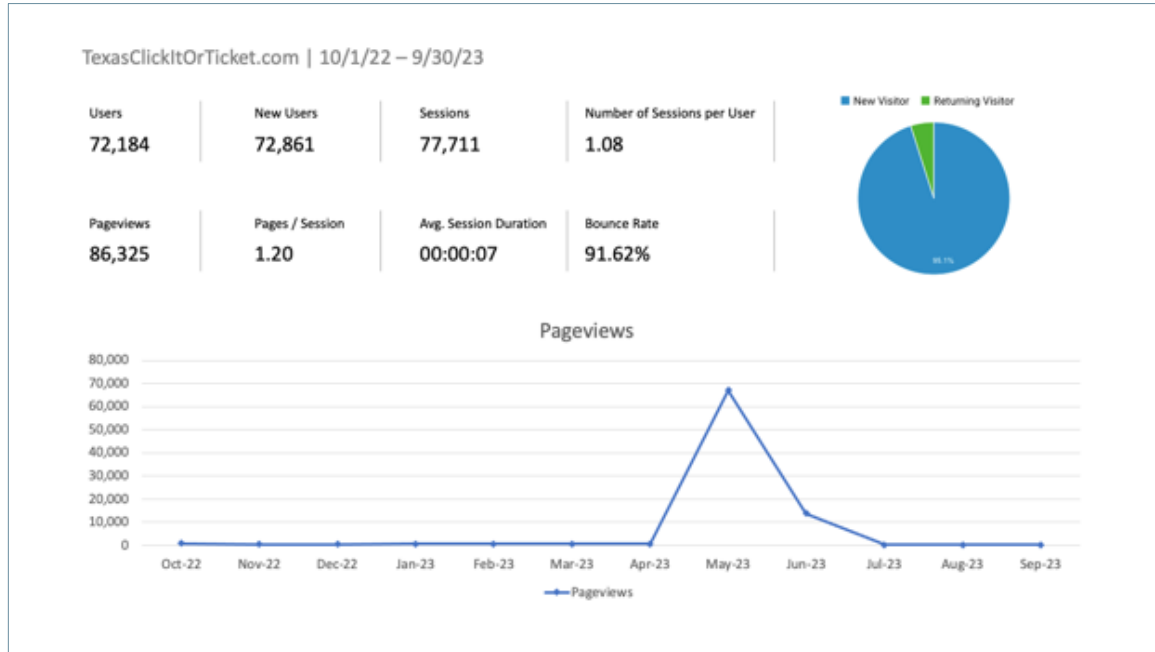 TexasClickItOrTicket.com | 10/1/22 – 9/30/23
Users
72,184
New Users
72,861
Sessions
77,711
Number of Sessions per User
1.08
New Visitor Returning Visitor
Pageviews
86,325
Pages / Session
1.20
Avg. Session Duration
00:00:07
Bounce Rate
91.62%
95.1%
Pageviews
80,000
70,000
60,000
50,000
40,000
30,000
20,000
10,000
0
Oct-22 Nov-22 Dec-22 Jan-23 Feb-23 Mar-23 Apr-23 May-23 Jun-23 Jul-23 Aug-23 Sep-23
Pageviews